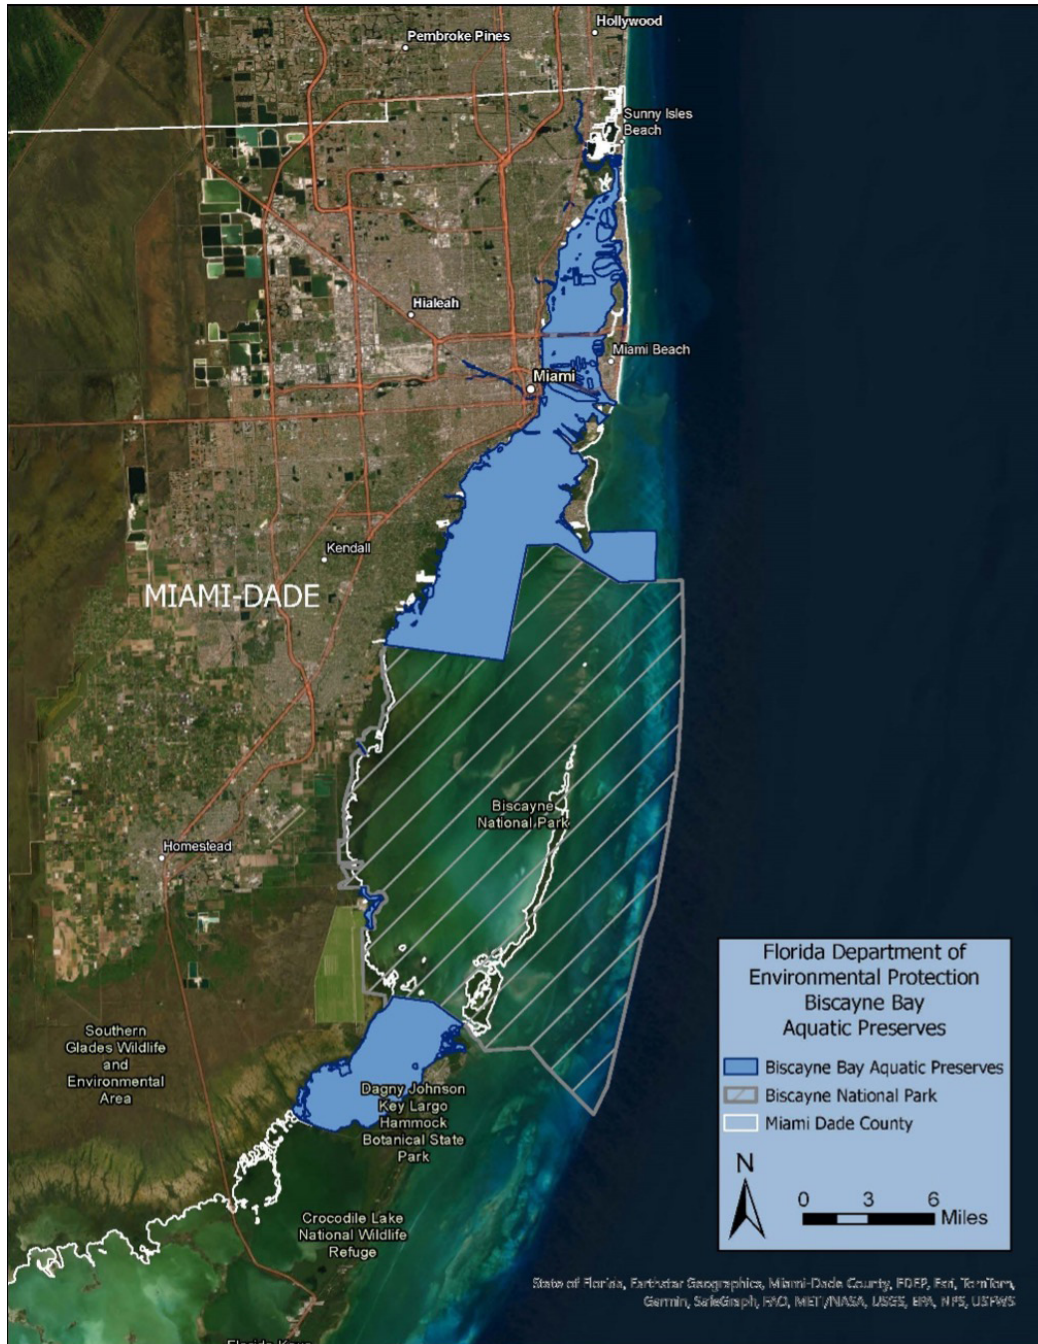 Hollywood
Pembroke Pines
Sunny Isles
Beach
Hialeah
Miami Beach
Miami
Kendall
MIAMI-DADE
Biscayne
National Park
Homestead
Southern
Glades Wildlife
and
Environmental
Area
Dagny Johnson
Key Largo
Hammock
Botanical State
Park
Crocodile Lake
National Wildlife
Refuge
Florida Department of
Environmental Protection
Biscayne Bay
Aquatic Preserves
Biscayne Bay Aquatic Preserves
Biscayne National Park
Miami Dade County
N
0 3 6
Miles
State of Florida, Earthstar Geographics, Miami-Dade County, FDEP, Esri, TomTom,
Garmin, SafeGraph, FAO, METI/NASA, USGS, EPA, NPS, USFWS